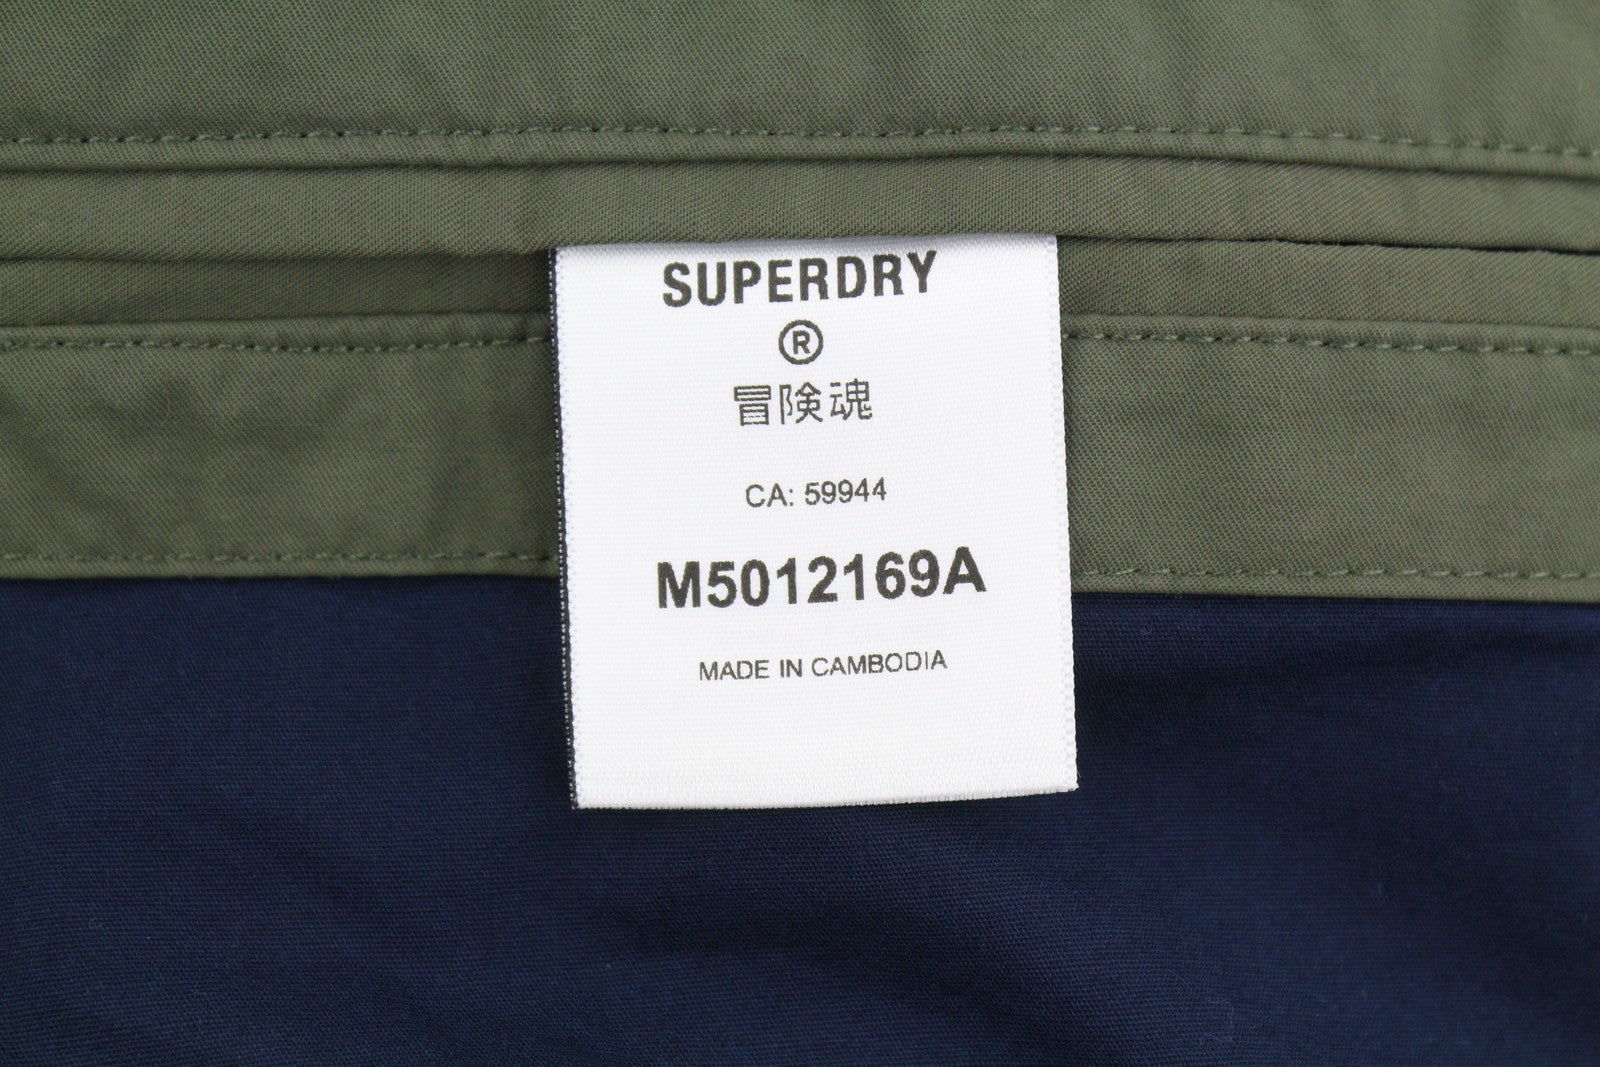 SUPERDRY
®
冒険魂
CA: 59944
M5012169A
MADE IN CAMBODIA